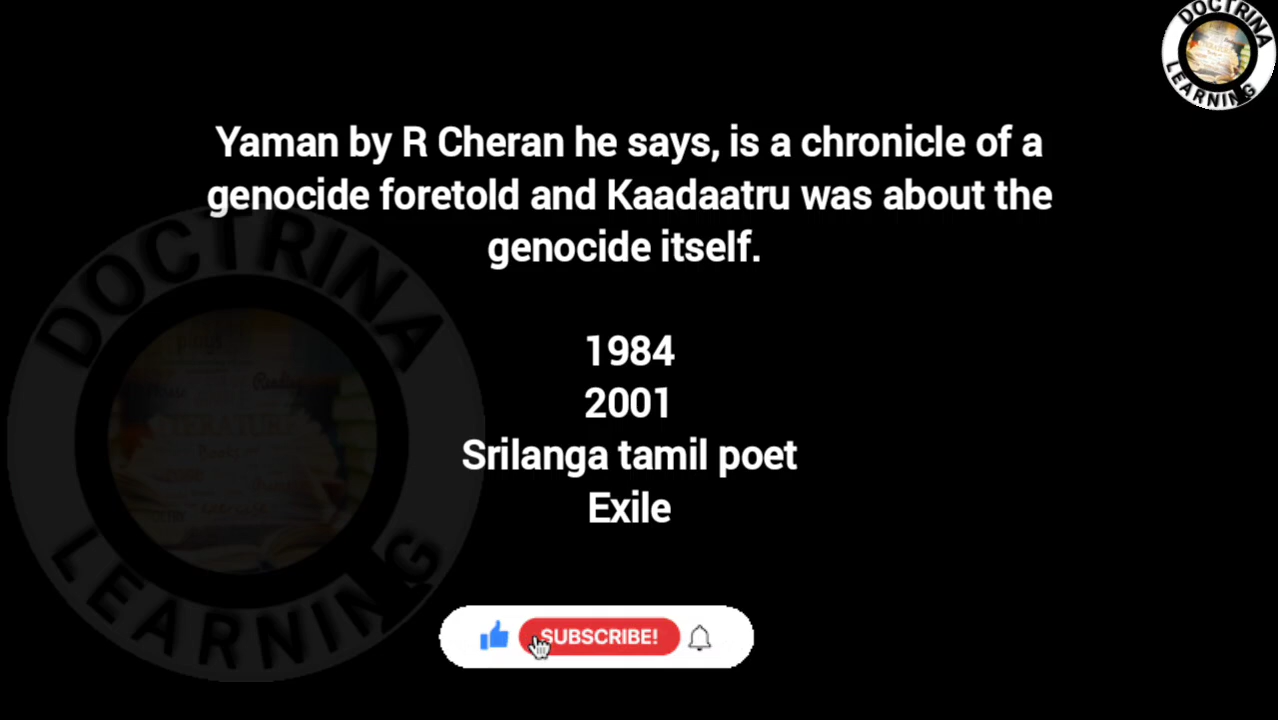 DOCTRINA
LEARNING
Yaman by R Cheran he says, is a chronicle of a
genocide foretold and Kaadaatru was about the
genocide itself.
1984
2001
Srilanga tamil poet
Exile
DOCTRINA
LITERATURE
LEARNING
SUBSCRIBE!